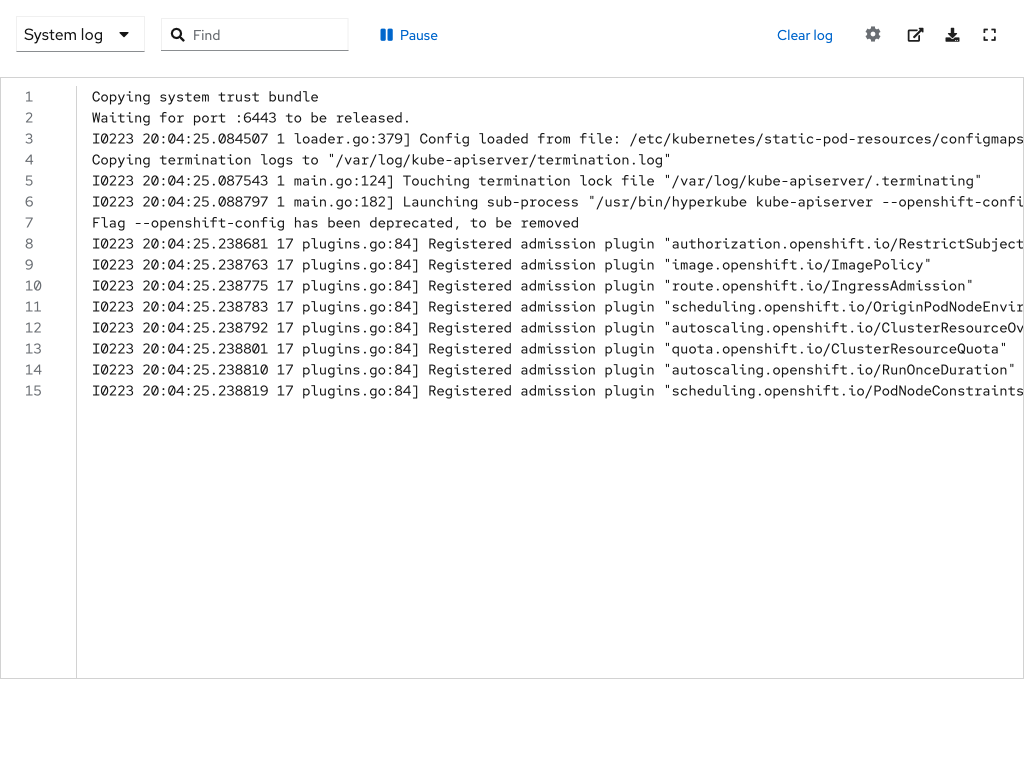 System log
Find
Pause
Clear log
1 Copying system trust bundle
2 Waiting for port :6443 to be released.
3 I0223 20:04:25.084507 1 loader.go:379] Config loaded from file: /etc/kubernetes/static-pod-resources/configmaps
4 Copying termination logs to "/var/log/kube-apiserver/termination.log"
5 I0223 20:04:25.087543 1 main.go:124] Touching termination lock file "/var/log/kube-apiserver/.terminating"
6 I0223 20:04:25.088797 1 main.go:182] Launching sub-process "/usr/bin/hyperkube kube-apiserver --openshift-confi
7 Flag --openshift-config has been deprecated, to be removed
8 I0223 20:04:25.238681 17 plugins.go:84] Registered admission plugin "authorization.openshift.io/RestrictSubject
9 I0223 20:04:25.238763 17 plugins.go:84] Registered admission plugin "image.openshift.io/ImagePolicy"
10 I0223 20:04:25.238775 17 plugins.go:84] Registered admission plugin "route.openshift.io/IngressAdmission"
11 I0223 20:04:25.238783 17 plugins.go:84] Registered admission plugin "scheduling.openshift.io/OriginPodNodeEnvir
12 I0223 20:04:25.238792 17 plugins.go:84] Registered admission plugin "autoscaling.openshift.io/ClusterResourceOv
13 I0223 20:04:25.238801 17 plugins.go:84] Registered admission plugin "quota.openshift.io/ClusterResourceQuota"
14 I0223 20:04:25.238810 17 plugins.go:84] Registered admission plugin "autoscaling.openshift.io/RunOnceDuration"
15 I0223 20:04:25.238819 17 plugins.go:84] Registered admission plugin "scheduling.openshift.io/PodNodeConstraints